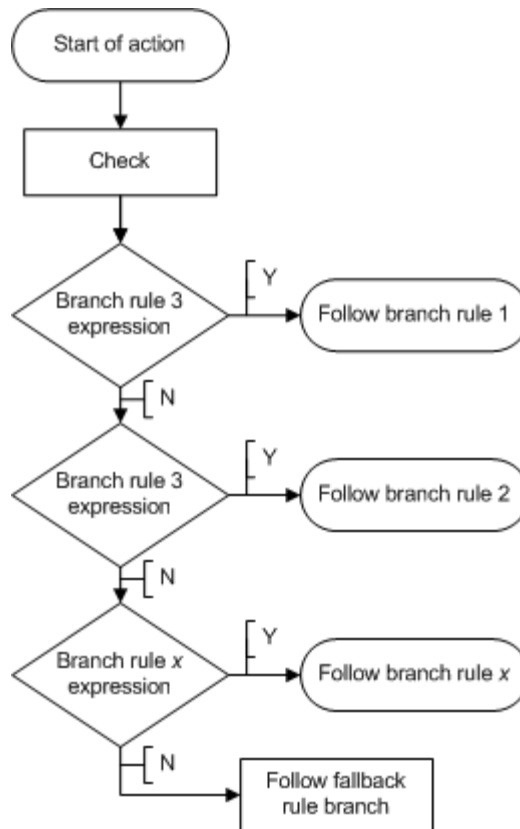 Start of action
Check
Branch rule 3
expression
Y
Follow branch rule 1
N
Branch rule 3
expression
Y
Follow branch rule 2
N
Branch rule x
expression
Y
Follow branch rule x
N
Follow fallback
rule branch